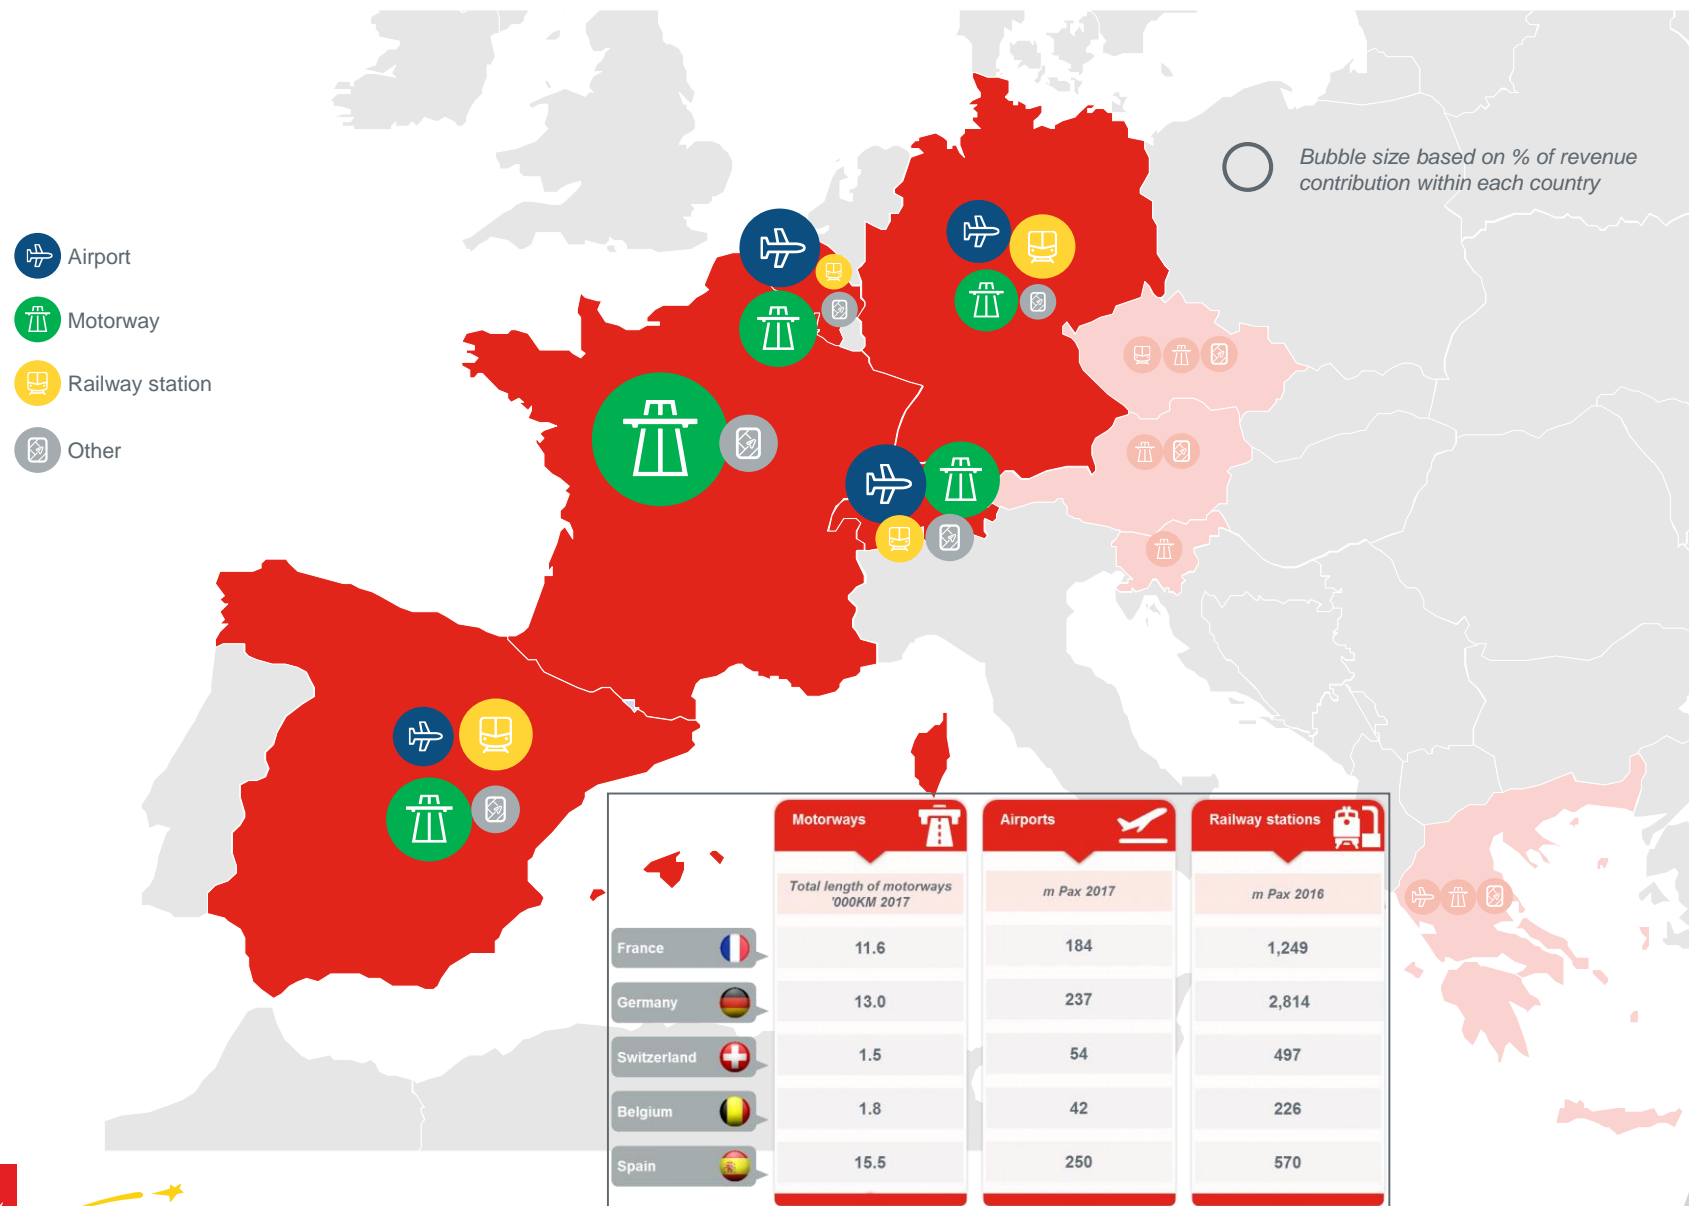 Bubble size based on % of revenue
contribution within each country
Airport
Motorway
Railway station
Other
Motorways
Airports
Railway stations
Total length of motorways
'000KM 2017
m Pax 2017
m Pax 2016
France 11.6 184 1,249
Germany 13.0 237 2,814
Switzerland 1.5 54 497
Belgium 1.8 42 226
Spain 15.5 250 570